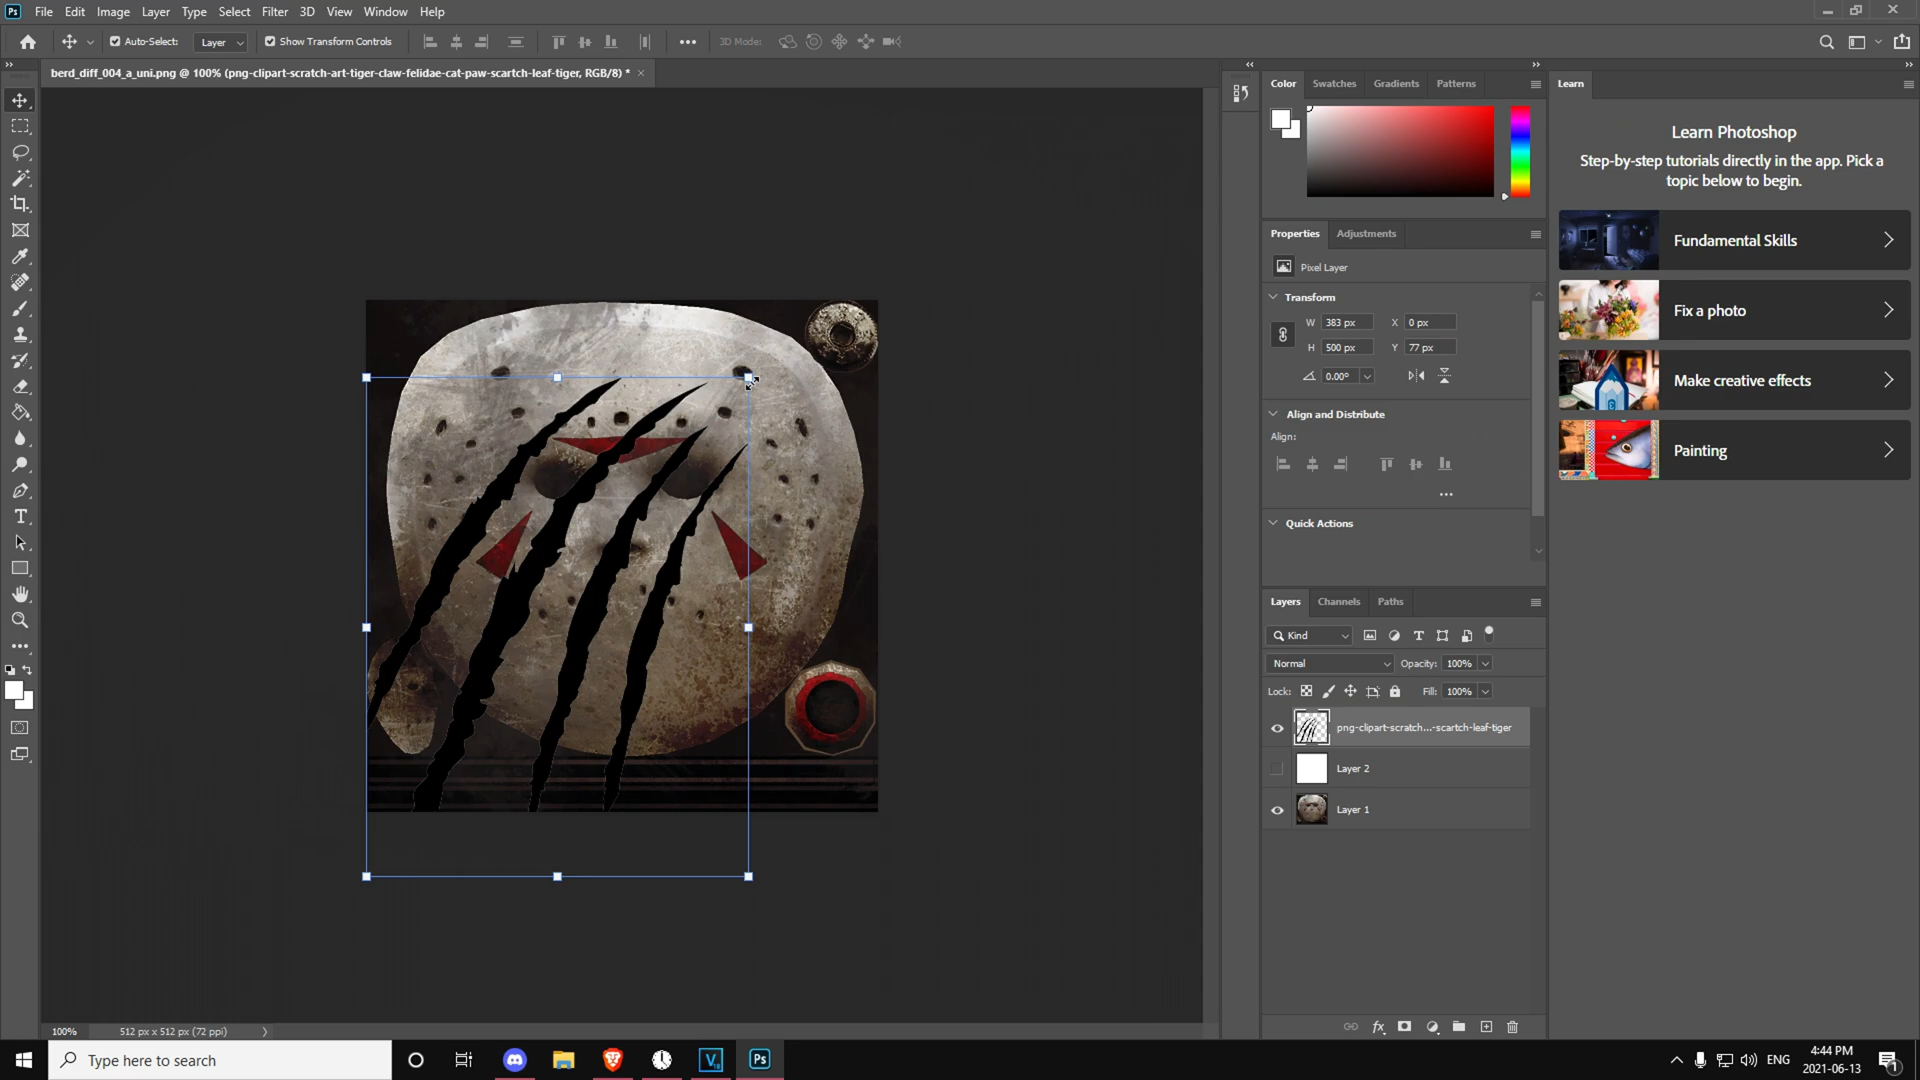 Ps File Edit Image Layer Type Select Filter 3D View Window Help
Auto-Select: Layer Show Transform Controls 3D Mode:
berd_diff_004_a_uni.png @ 100% (png-clipart-scratch-art-tiger-claw-felidae-cat-paw-scartch-leaf-tiger, RGB/8) *
Color Swatches Gradients Patterns
Properties Adjustments
Pixel Layer
Transform
W 383 px X 0 px
H 500 px Y 77 px
0.00°
Align and Distribute
Align:
Quick Actions
Layers Channels Paths
Kind
Normal Opacity: 100%
Lock: Fill: 100%
png-clipart-scratch...-scartch-leaf-tiger
Layer 2
Layer 1
Learn
Learn Photoshop
Step-by-step tutorials directly in the app. Pick a
topic below to begin.
Fundamental Skills
Fix a photo
Make creative effects
Painting
100% 512 px x 512 px (72 ppi)
Type here to search
V
Ps
ENG
4:44 PM
2021-06-13
1